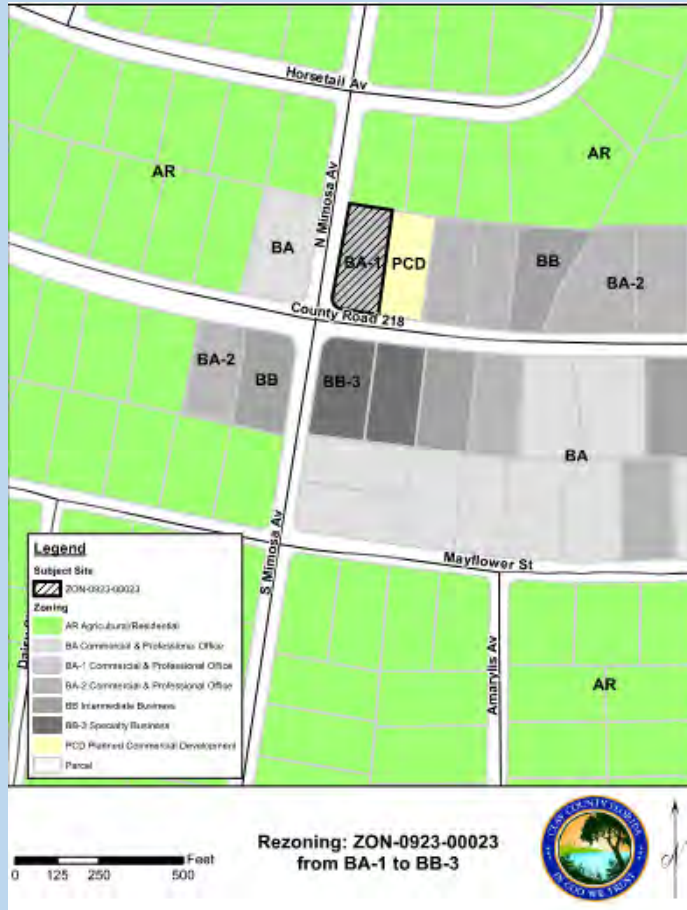 Horsetail Av
AR
AR
N Mimosa Av
BA
BA-1
PCD
BB
BA-2
County Road 218
BA-2
BB
BB-3
BA
S Mimosa Av
Mayflower St
Amaryllis Av
AR
Legend
Subject Site
ZON-0923-00023
Zoning
AR Agricultural/Residential
BA Commercial & Professional Office
BA-1 Commercial & Professional Office
BA-2 Commercial & Professional Office
BB Intermediate Business
BB-3 Specialty Business
PCD Planned Commercial Development
Parcel
Feet
0 125 250 500
Rezoning: ZON-0923-00023
from BA-1 to BB-3
CLAY COUNTY FLORIDA
IN GOD WE TRUST